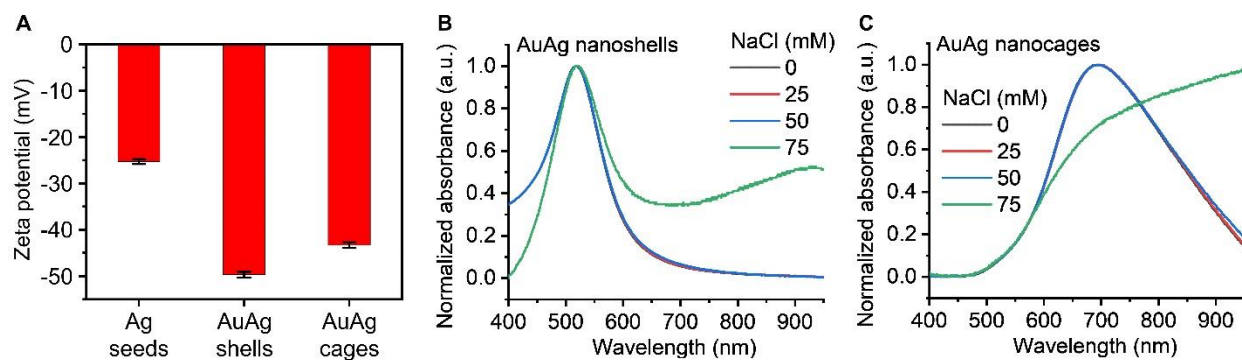 A
Zeta potential (mV)
0
-10
-20
-30
-40
-50
Ag seeds
AuAg shells
AuAg cages
B
AuAg nanoshells
NaCl (mM)
0
25
50
75
Normalized absorbance (a.u.)
1.0
0.8
0.6
0.4
0.2
0.0
400 500 600 700 800 900
Wavelength (nm)
C
AuAg nanocages
NaCl (mM)
0
25
50
75
Normalized absorbance (a.u.)
1.0
0.8
0.6
0.4
0.2
0.0
400 500 600 700 800 900
Wavelength (nm)